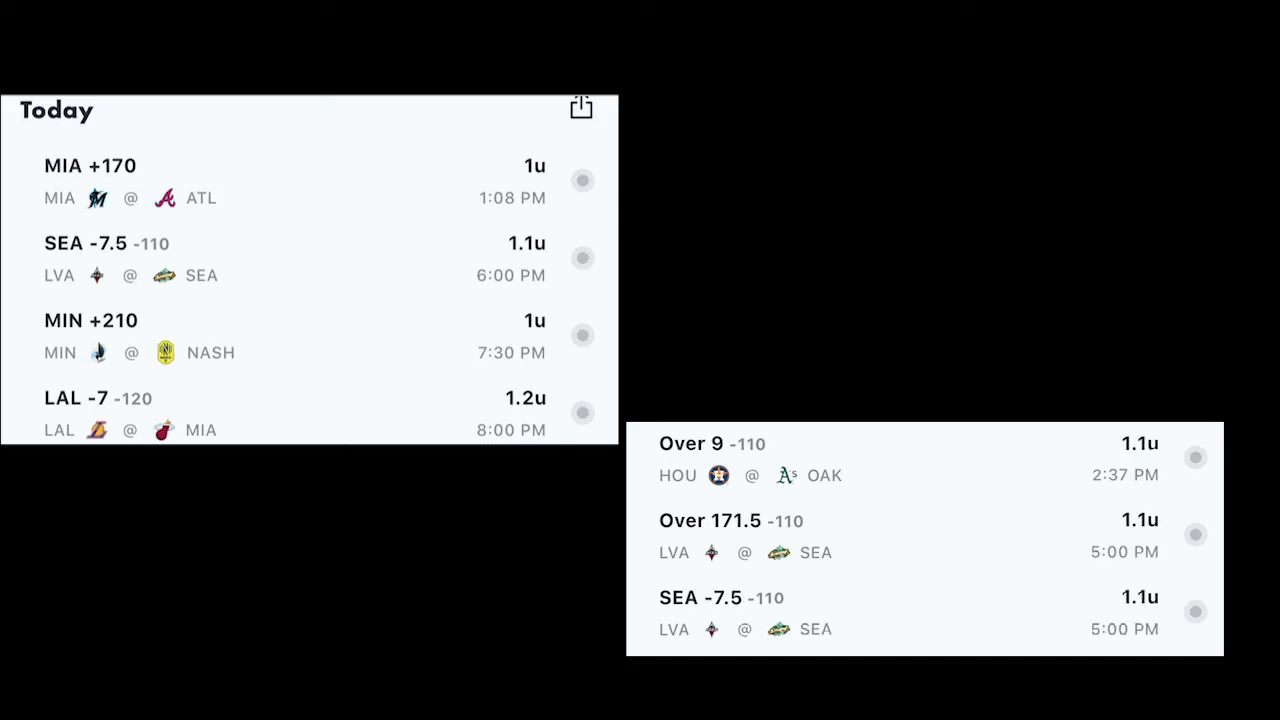 Today
MIA +170 1u
MIA @ ATL 1:08 PM
SEA -7.5 -110 1.1u
LVA @ SEA 6:00 PM
MIN +210 1u
MIN @ NASH 7:30 PM
LAL -7 -120 1.2u
LAL @ MIA 8:00 PM
Over 9 -110 1.1u
HOU @ OAK 2:37 PM
Over 171.5 -110 1.1u
LVA @ SEA 5:00 PM
SEA -7.5 -110 1.1u
LVA @ SEA 5:00 PM